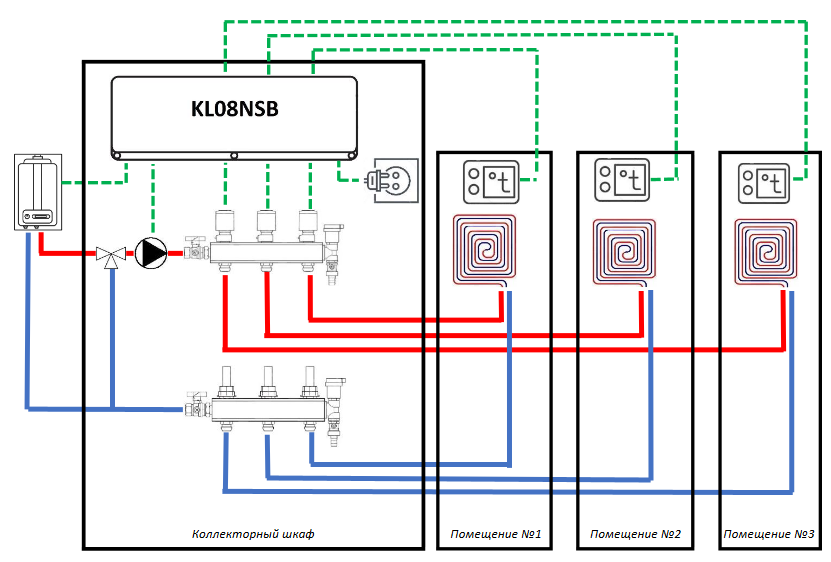 KL08NSB
°t
°t
°t
Коллекторный шкаф
Помещение №1
Помещение №2
Помещение №3